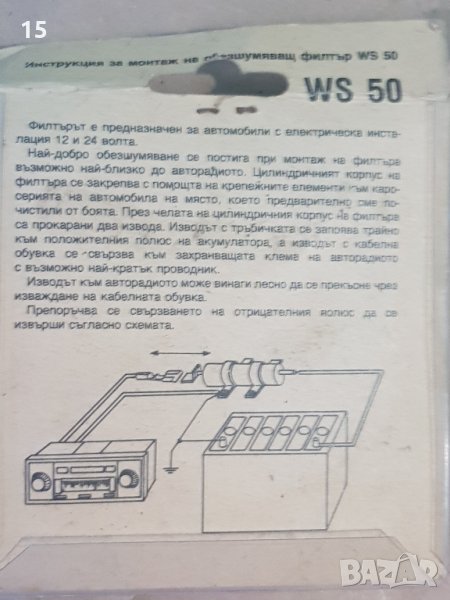 15
Инструкция за монтаж на обезшумяващ филтър WS 50
WS 50
Филтърът е предназначен за автомобили с електрическа инста-
лация 12 и 24 волта.
Най-добро обезшумяване се постига при монтаж на филтъра
възможно най-близко до авторадиото. Цилиндричният корпус на
филтъра се закрепва с помощта на крепежните елементи към каро-
серията на автомобила на място, което предварително сме по-
чистили от боята. През челата на цилиндричния корпус на филтъра
са прокарани два извода. Изводът с тръбичката се запоява трайно
към положителния полюс на акумулатора, а изводът с кабелна
обувка се свързва към захранващата клема на авторадиото
с възможно най-кратък проводник.
Изводът към авторадиото може винаги лесно да се прекъсне чрез
изваждане на кабелната обувка.
Препоръчва се свързването на отрицателния полюс да се
извърши съгласно схемата.
bazar.bg